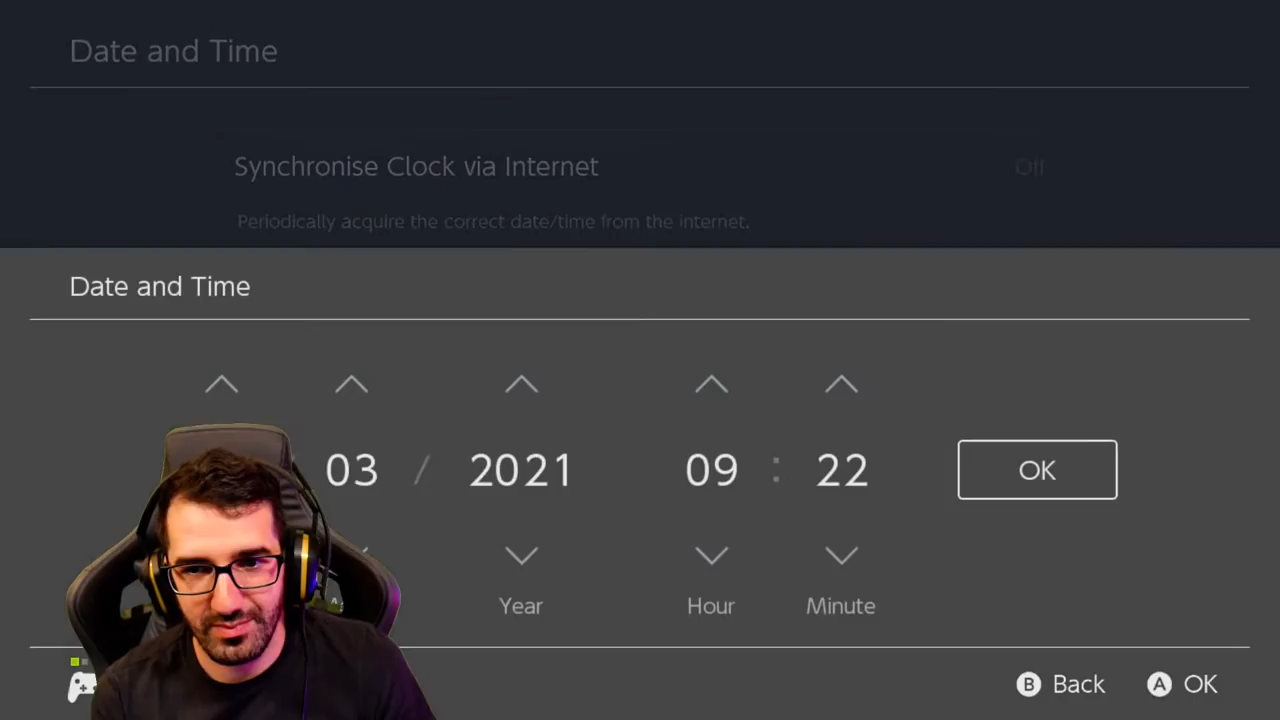 Date and Time
Synchronise Clock via Internet Off
Periodically acquire the correct date/time from the internet.
Date and Time
03 / 2021 09 : 22 OK
Year Hour Minute
B Back A OK